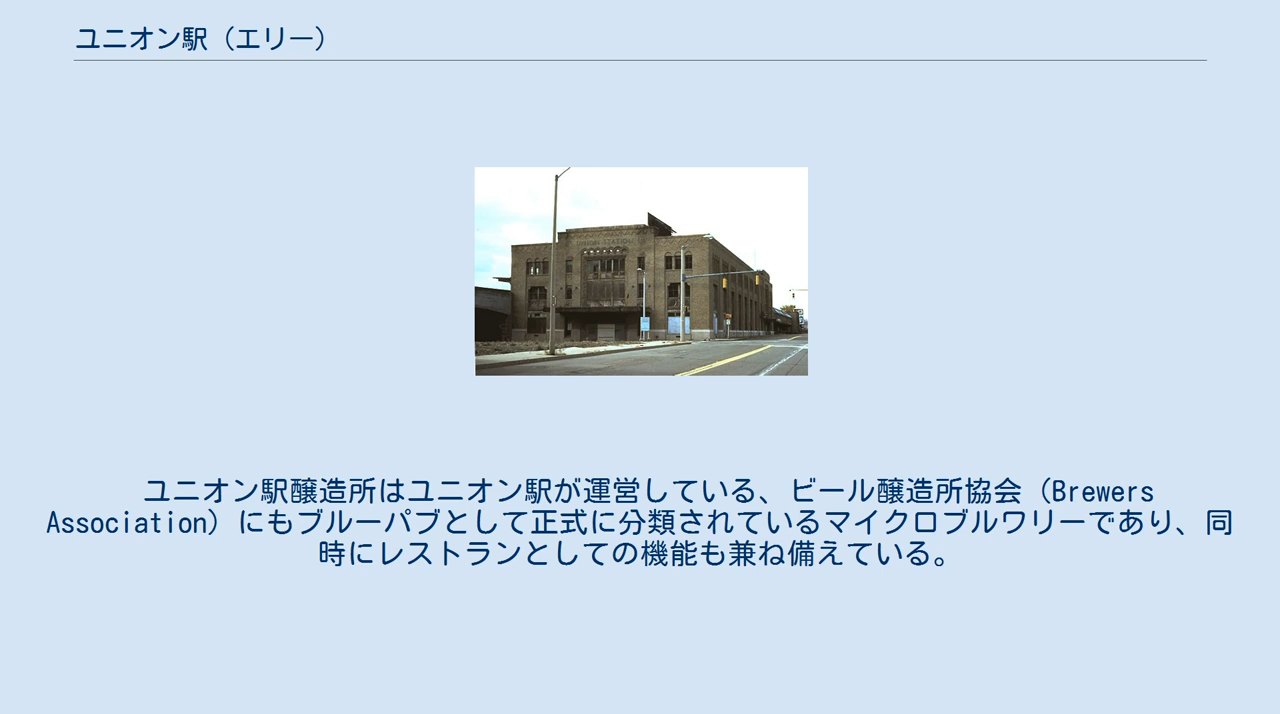 ユニオン駅（エリー）
UNION STATION
ユニオン駅醸造所はユニオン駅が運営している、ビール醸造所協会（Brewers
Association）にもブルーパブとして正式に分類されているマイクロブルワリーであり、同
時にレストランとしての機能も兼ね備えている。